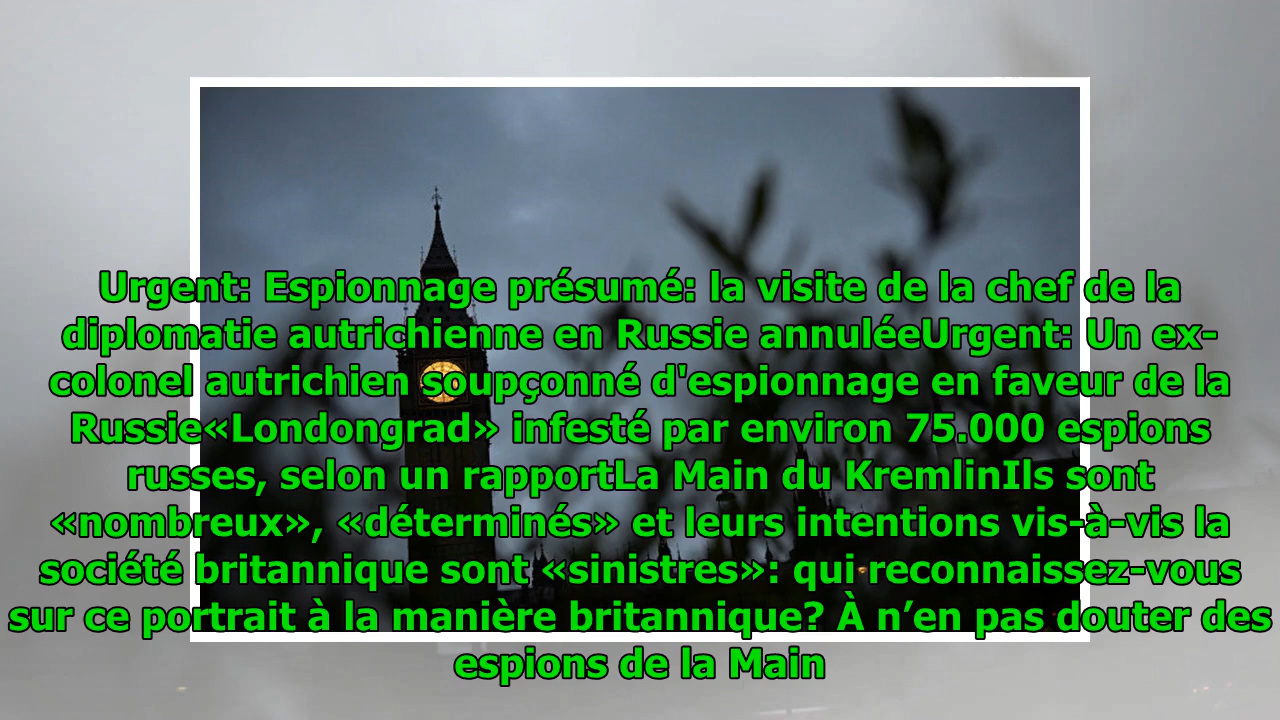 Urgent: Espionnage présumé: la visite de la chef de la
diplomatie autrichienne en Russie annuléeUrgent: Un ex-
colonel autrichien soupçonné d'espionnage en faveur de la
Russie«Londongrad» infesté par environ 75.000 espions
russes, selon un rapportLa Main du KremlinIls sont
«nombreux», «déterminés» et leurs intentions vis-à-vis la
société britannique sont «sinistres»: qui reconnaissez-vous
sur ce portrait à la manière britannique? À n’en pas douter des
espions de la Main